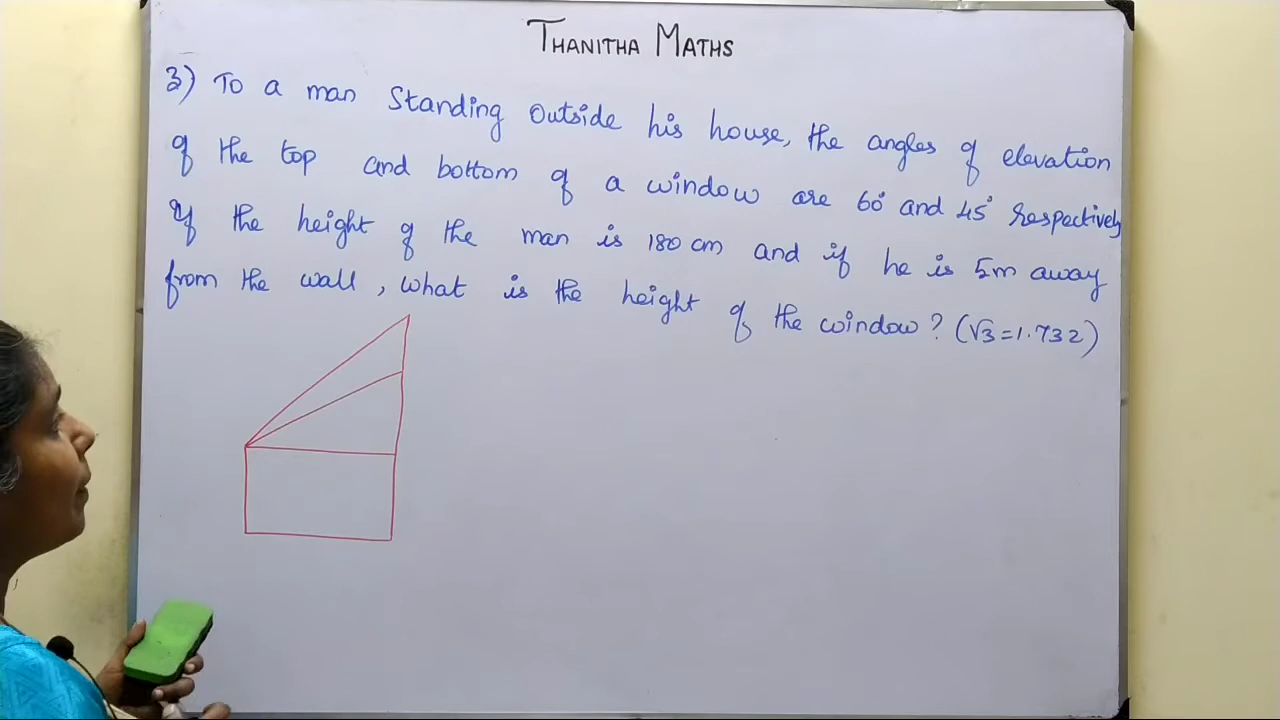 THANITHA MATHS
3) To a man Standing Outside his house, the angles of elevation
of the top and bottom of a window are 60° and 45° respectively
If the height of the man is 180 cm and if he is 5m away
from the wall, what is the height of the window? (√3=1.732)